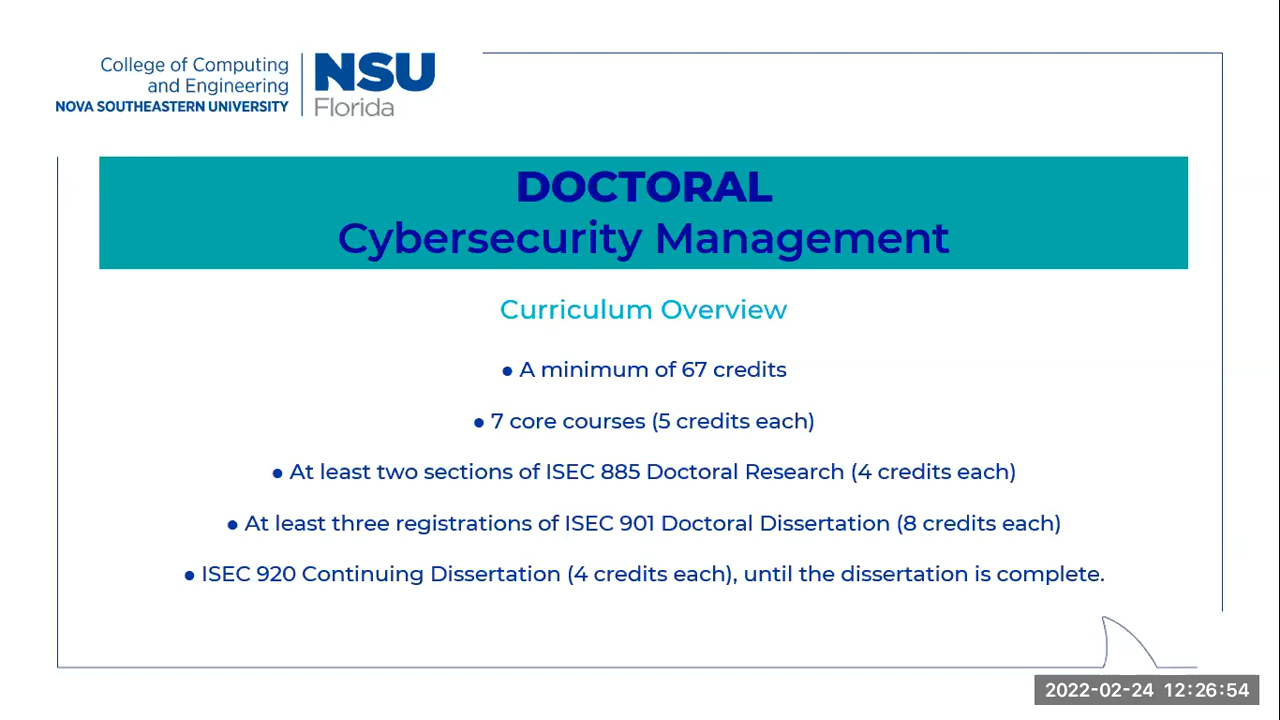 College of Computing
and Engineering
NOVA SOUTHEASTERN UNIVERSITY
NSU
Florida
DOCTORAL
Cybersecurity Management
Curriculum Overview
● A minimum of 67 credits
● 7 core courses (5 credits each)
● At least two sections of ISEC 885 Doctoral Research (4 credits each)
● At least three registrations of ISEC 901 Doctoral Dissertation (8 credits each)
● ISEC 920 Continuing Dissertation (4 credits each), until the dissertation is complete.
2022-02-24 12:26:54